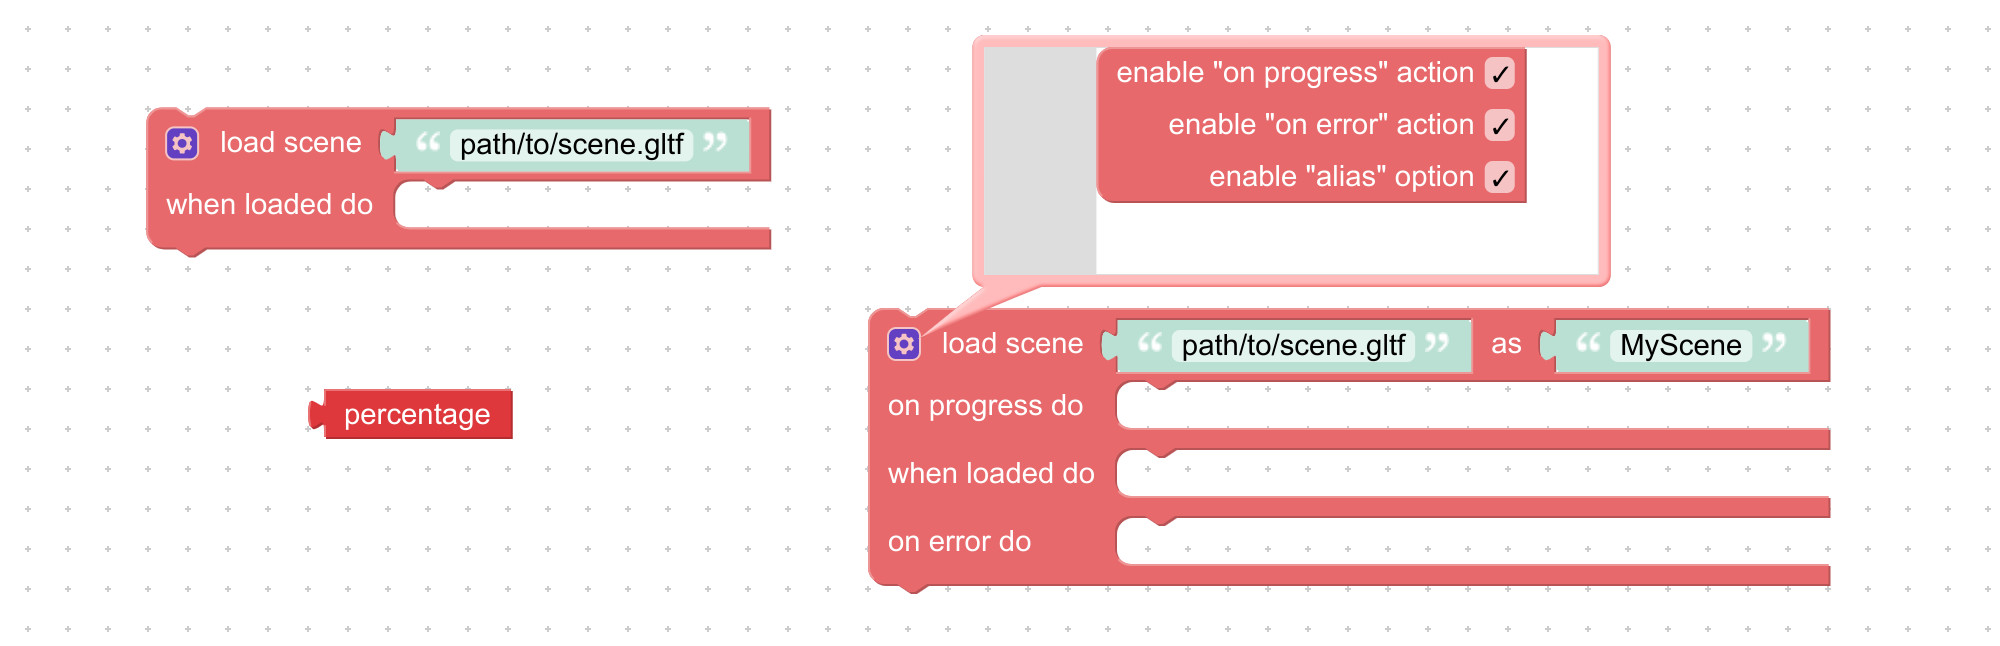 load scene “ path/to/scene.gltf ”
when loaded do
percentage
enable "on progress" action ✓
enable "on error" action ✓
enable "alias" option ✓
load scene “ path/to/scene.gltf ” as “ MyScene ”
on progress do
when loaded do
on error do